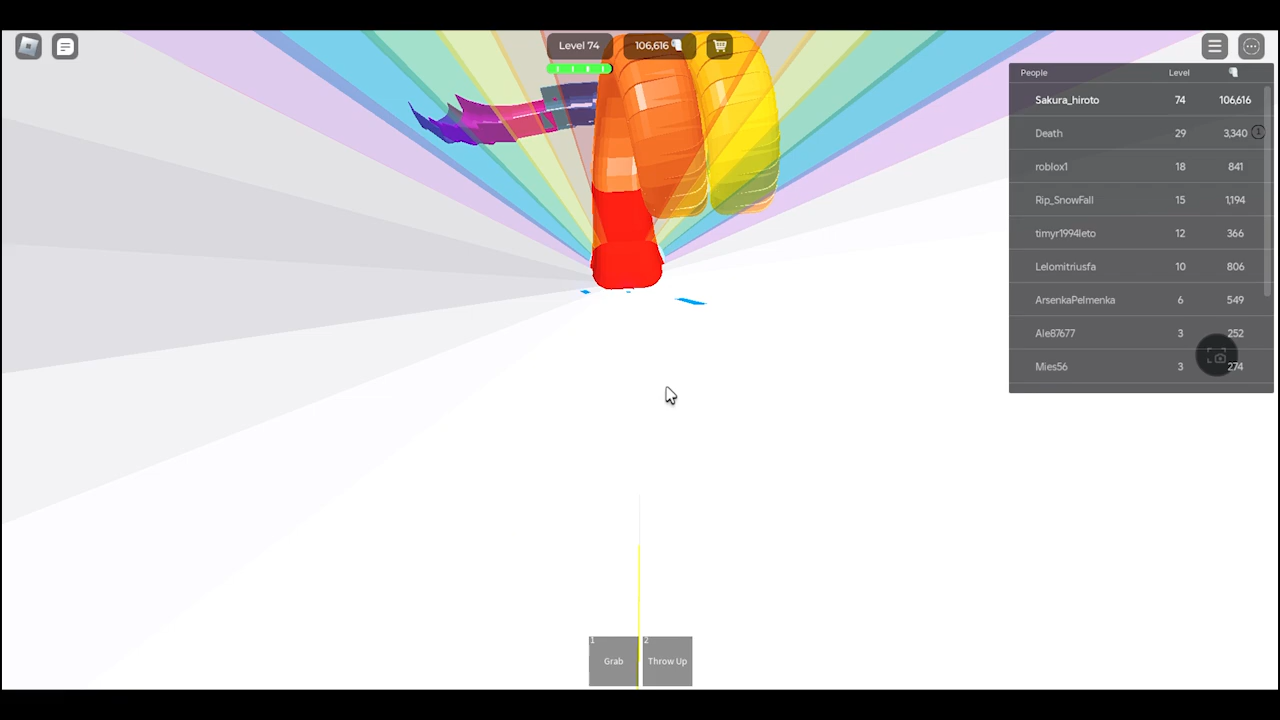 Level 74
106,616
People Level
Sakura_hiroto 74 106,616
Death 29 3,340
roblox1 18 841
Rip_SnowFall 15 1,194
timyr1994leto 12 366
Lelomitriusfa 10 806
ArsenkaPelmenka 6 549
Ale87677 3 252
Mies56 3 274
1 2
Grab Throw Up